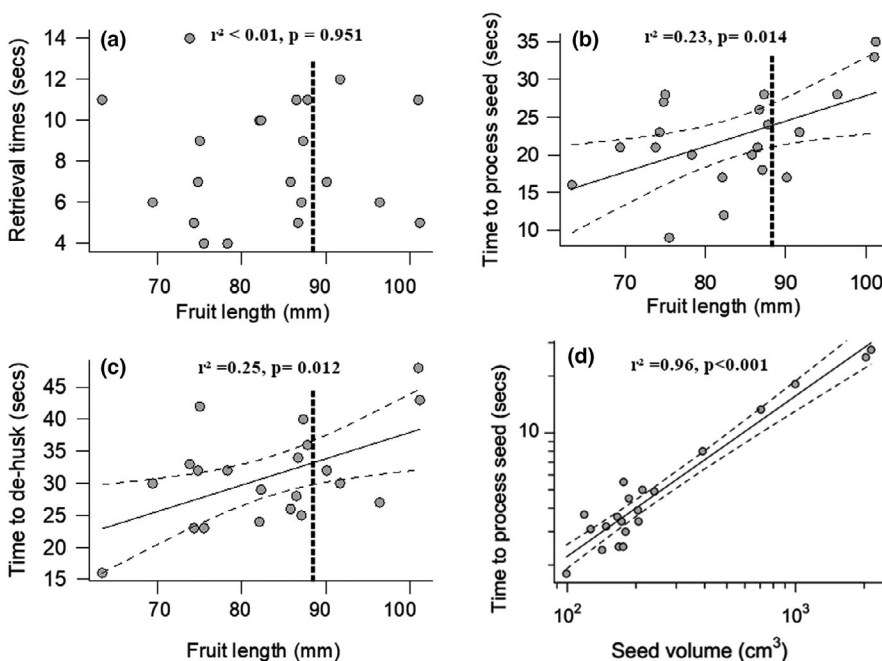 (a)
r² < 0.01, p = 0.951
Retrieval times (secs)
14
12
10
8
6
4
70 80 90 100
Fruit length (mm)
(b)
r² =0.23, p= 0.014
Time to process seed (secs)
35
30
25
20
15
10
70 80 90 100
Fruit length (mm)
(c)
r² =0.25, p= 0.012
Time to de-husk (secs)
45
40
35
30
25
20
15
70 80 90 100
Fruit length (mm)
(d)
r² =0.96, p<0.001
Time to process seed (secs)
10
10² 10³
Seed volume (cm³)